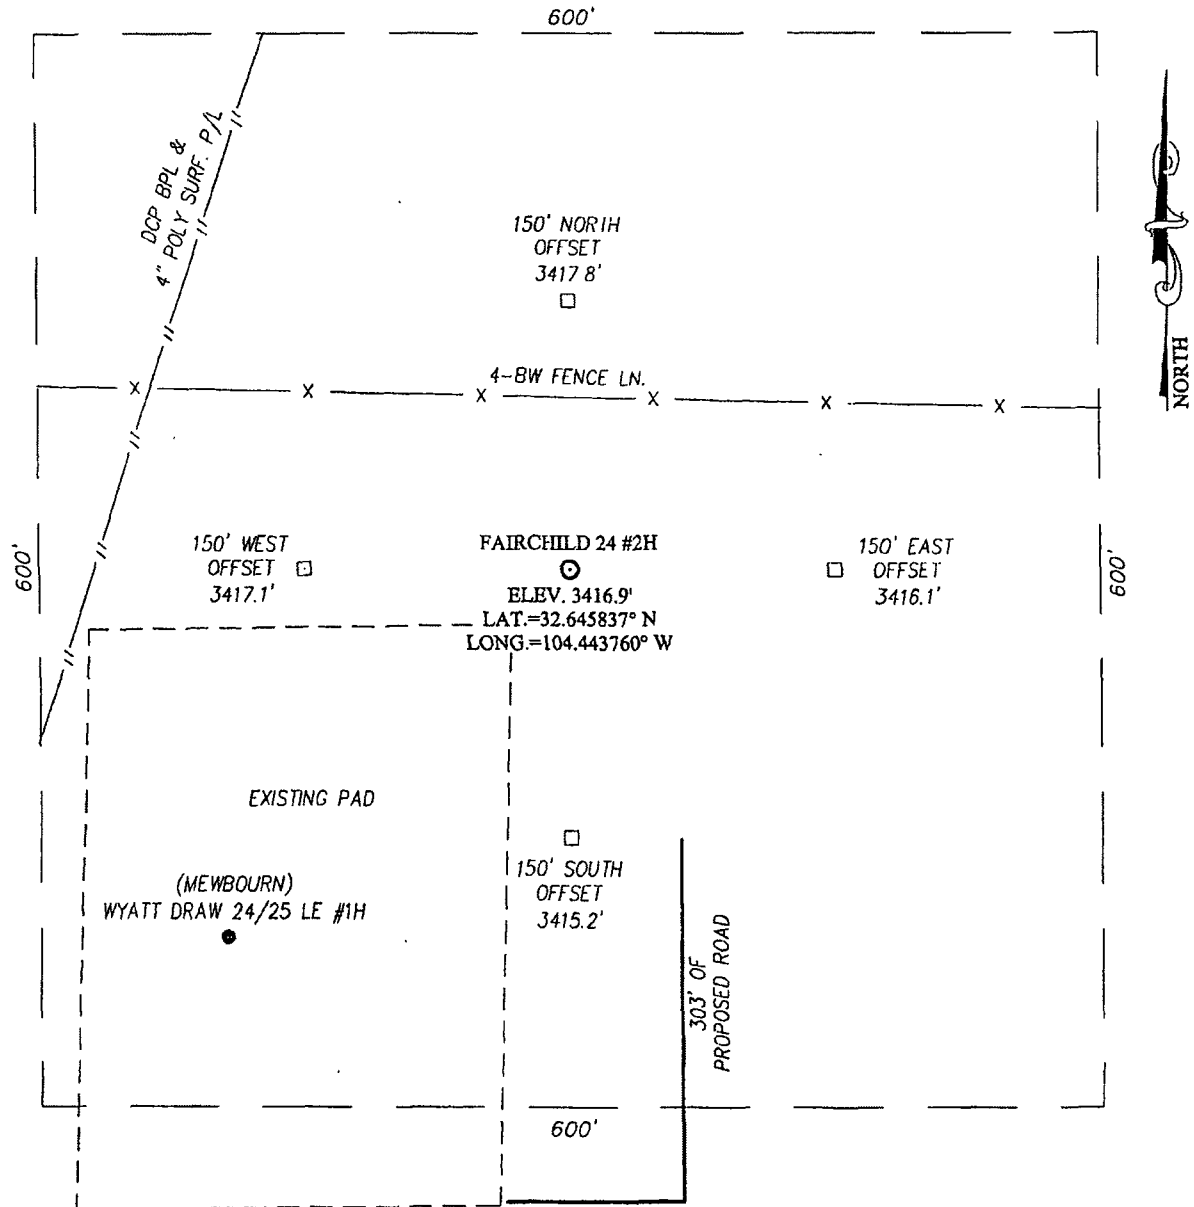 600'
DCP BPL &
4" POLY SURF. P/L
150' NORTH
OFFSET
3417 8'
NORTH
4-BW FENCE LN.
600'
150' WEST
OFFSET
3417.1'
FAIRCHILD 24 #2H
ELEV. 3416.9'
LAT.=32.645837° N
LONG.=104.443760° W
150' EAST
OFFSET
3416.1'
600'
EXISTING PAD
(MEWBOURN)
WYATT DRAW 24/25 LE #1H
150' SOUTH
OFFSET
3415.2'
303' OF
PROPOSED ROAD
600'